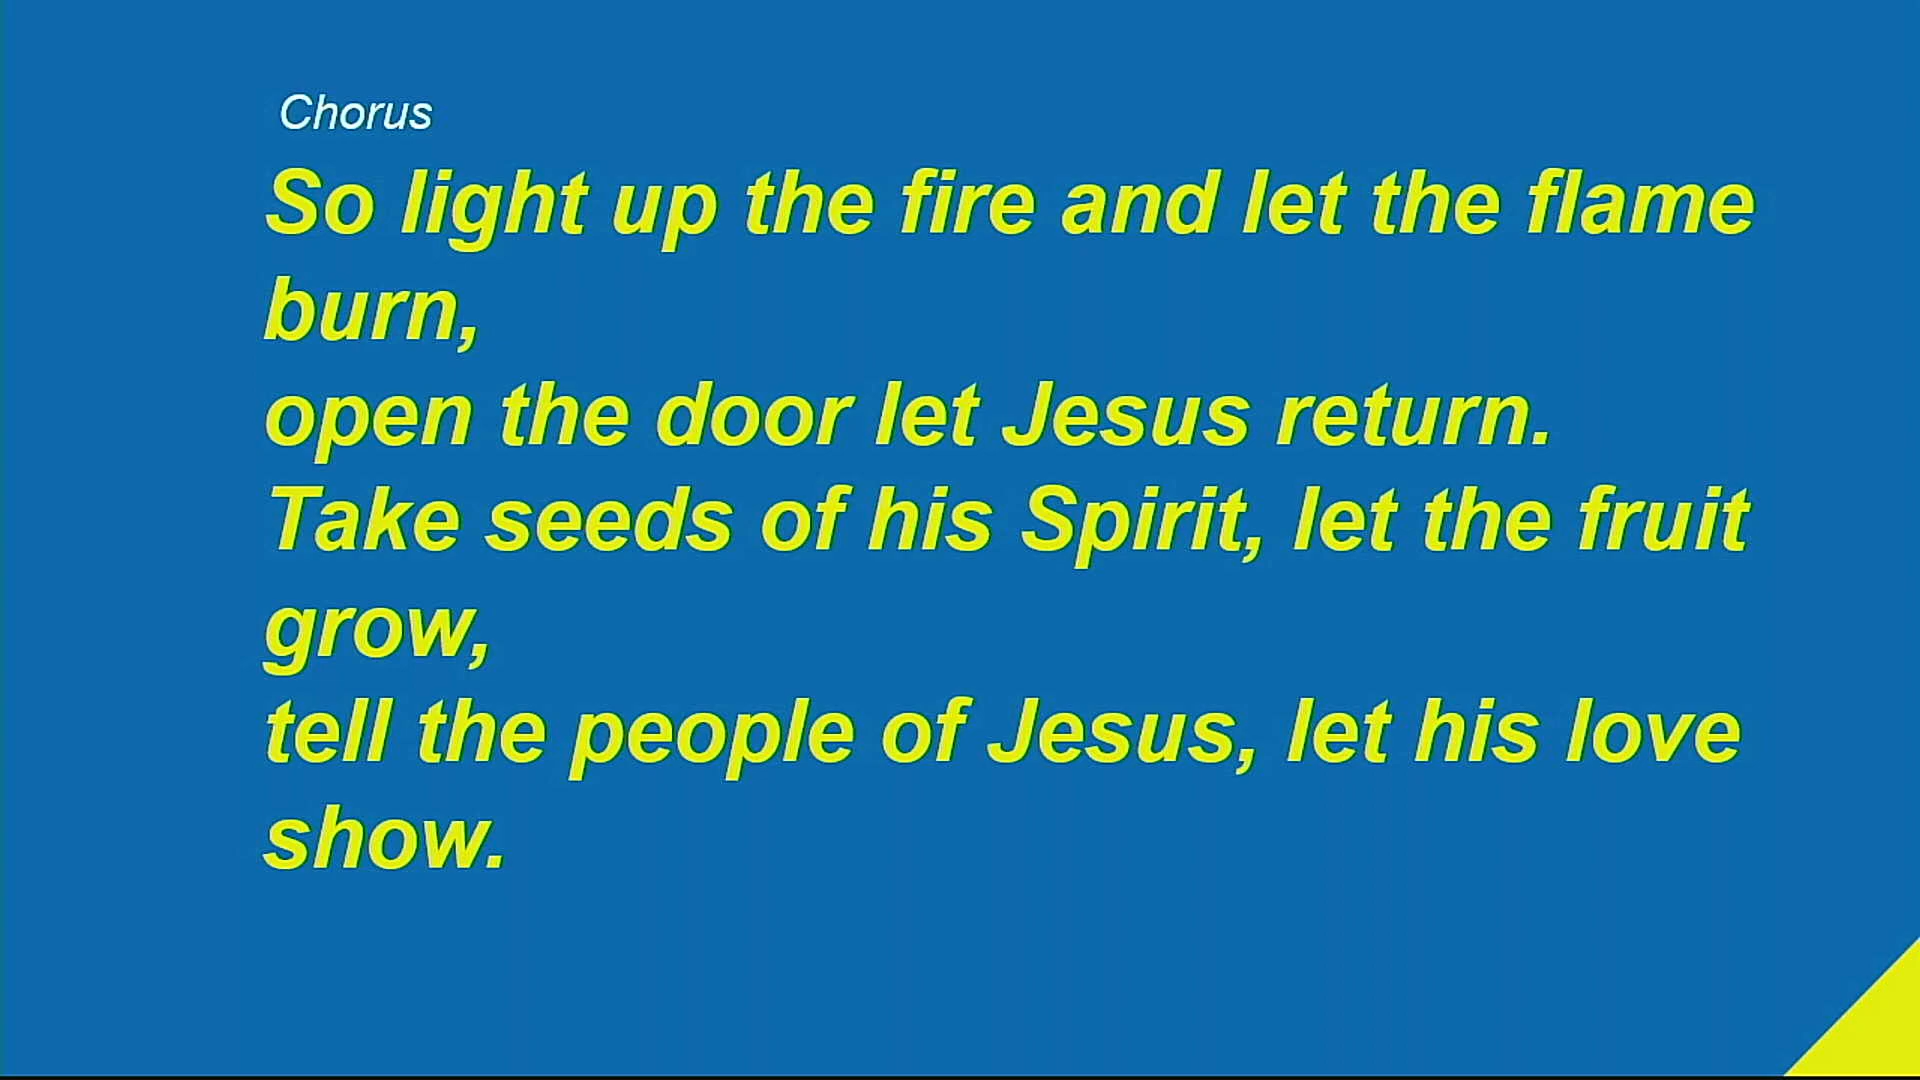 Chorus
So light up the fire and let the flame
burn,
open the door let Jesus return.
Take seeds of his Spirit, let the fruit
grow,
tell the people of Jesus, let his love
show.